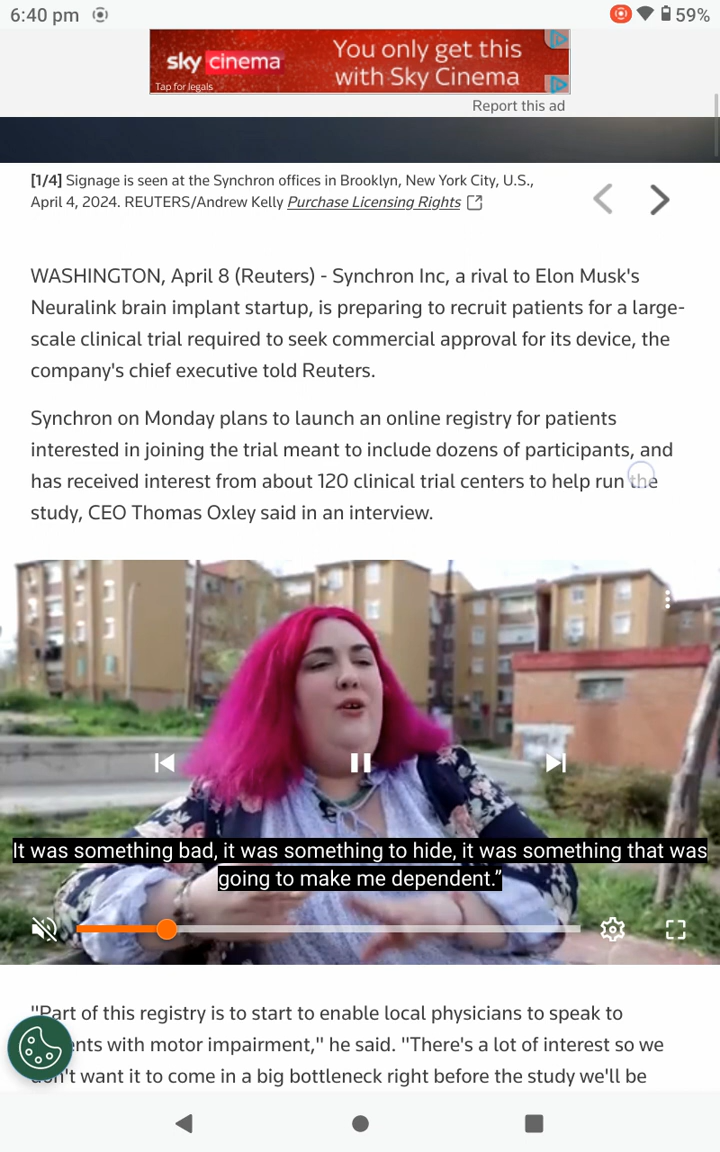 6:40 pm
59%
sky cinema
You only get this
with Sky Cinema
Tap for legals
Report this ad
[1/4] Signage is seen at the Synchron offices in Brooklyn, New York City, U.S.,
April 4, 2024. REUTERS/Andrew Kelly Purchase Licensing Rights
WASHINGTON, April 8 (Reuters) - Synchron Inc, a rival to Elon Musk's
Neuralink brain implant startup, is preparing to recruit patients for a large-
scale clinical trial required to seek commercial approval for its device, the
company's chief executive told Reuters.
Synchron on Monday plans to launch an online registry for patients
interested in joining the trial meant to include dozens of participants, and
has received interest from about 120 clinical trial centers to help run the
study, CEO Thomas Oxley said in an interview.
It was something bad, it was something to hide, it was something that was
going to make me dependent.”
"Part of this registry is to start to enable local physicians to speak to
ents with motor impairment," he said. "There's a lot of interest so we
don't want it to come in a big bottleneck right before the study we'll be